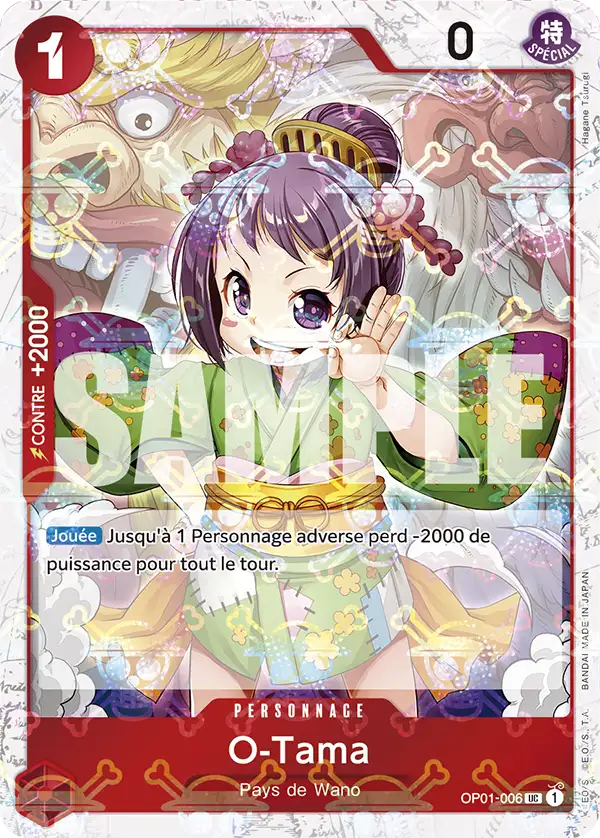 1
0
特
SPÉCIAL
Hagane Tsurugi
CONTRE +2000
SAMPLE
Jouée Jusqu'à 1 Personnage adverse perd -2000 de
puissance pour tout le tour.
BANDAI MADE IN JAPAN
©E.O./S., T.A.
PERSONNAGE
O-Tama
Pays de Wano
OP01-006 UC 1